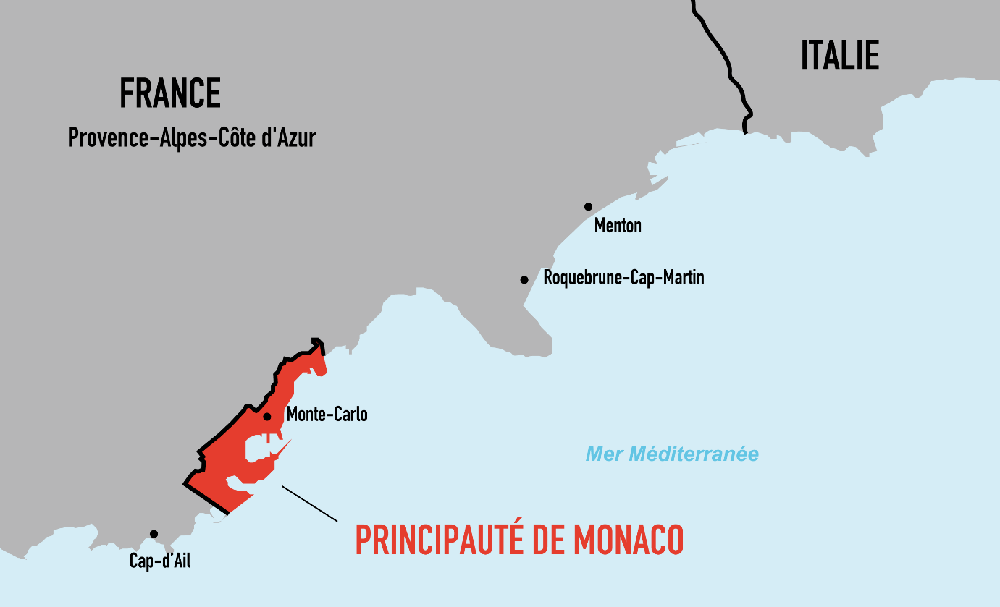 FRANCE
Provence-Alpes-Côte d'Azur
ITALIE
Menton
Roquebrune-Cap-Martin
Monte-Carlo
Mer Méditerranée
PRINCIPAUTÉ DE MONACO
Cap-d'Ail